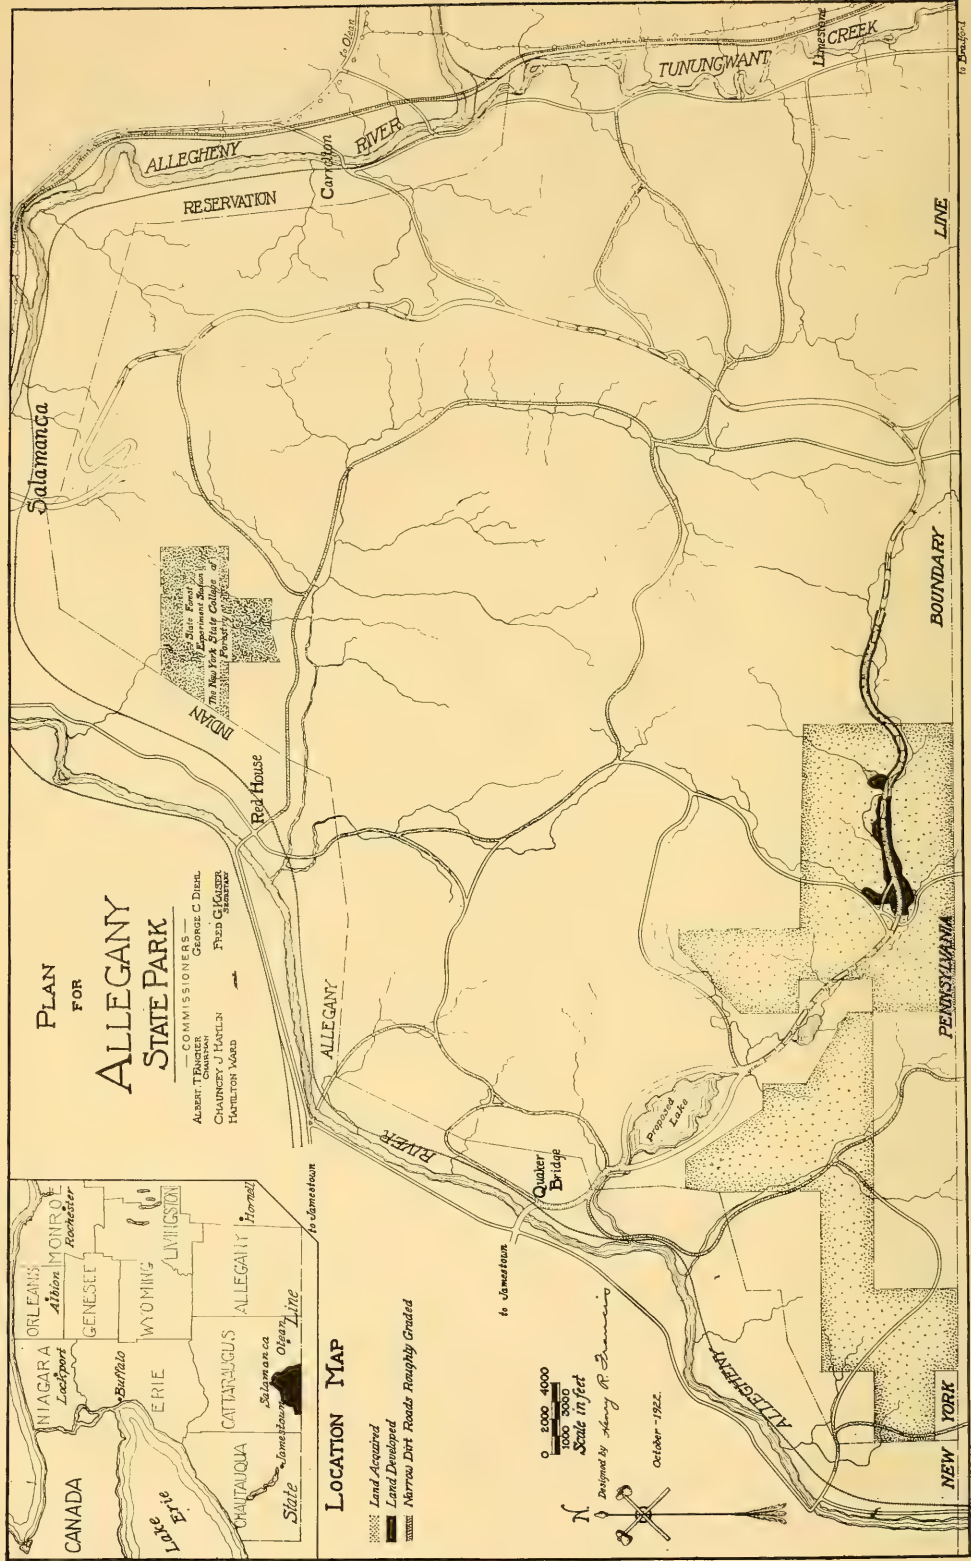 PLAN
FOR
ALLEGANY
STATE PARK
— COMMISSIONERS —
ALBERT T FANCHER
CHAIRMAN
GEORGE C DIEHL
CHAUNCEY J HAMLIN
FRED G KAISER
SECRETARY
HAMILTON WARD
CANADA
NIAGARA
Lockport
ORLEANS
Albion
MONROE
Rochester
GENESEE
Buffalo
Lake
Erie
ERIE
WYOMING
LIVINGSTON
CHAUTAUQUA
CATTARAUGUS
ALLEGANY
Hornell
Jamestown
Salamanca
Olean
State Line
LOCATION MAP
Land Acquired
Land Developed
Narrow Dirt Roads Roughly Graded
0 2000 4000
1000 3000
Scale in feet
N
Designed by Henry R. Francis
October - 1922.
to Jamestown
to Jamestown
Salamanca
ALLEGHENY
RIVER
RESERVATION
Carrolton
to Olean
TUNUNGWANT
CREEK
Limestone
to Bradford
State Forest
Experiment Station
The New York State College of
Forestry
INDIAN
Red House
ALLEGANY
RIVER
Quaker
Bridge
Proposed
Lake
ALLEGHENY
NEW YORK
PENNSYLVANIA
BOUNDARY
LINE